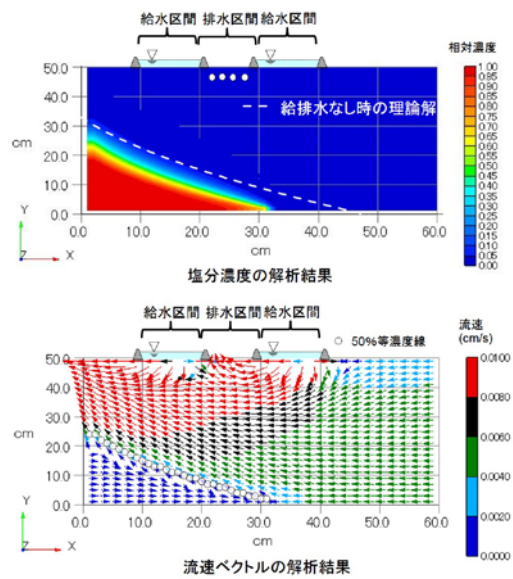 給水区間 排水区間 給水区間
相対濃度
給排水なし時の理論解
50.0
40.0
30.0
cm
20.0
10.0
0.0
0.0 10.0 20.0 30.0 40.0 50.0 60.0
cm
Y
Z X
1.00
0.95
0.90
0.85
0.80
0.75
0.70
0.65
0.60
0.55
0.50
0.45
0.40
0.35
0.30
0.25
0.20
0.15
0.10
0.05
0.00
塩分濃度の解析結果
給水区間 排水区間 給水区間
50%等濃度線
流速
(cm/s)
50.0
40.0
30.0
cm
20.0
10.0
0.0
0.0 10.0 20.0 30.0 40.0 50.0 60.0
cm
Y
Z X
0.0100
0.0080
0.0060
0.0040
0.0020
0.0000
流速ベクトルの解析結果